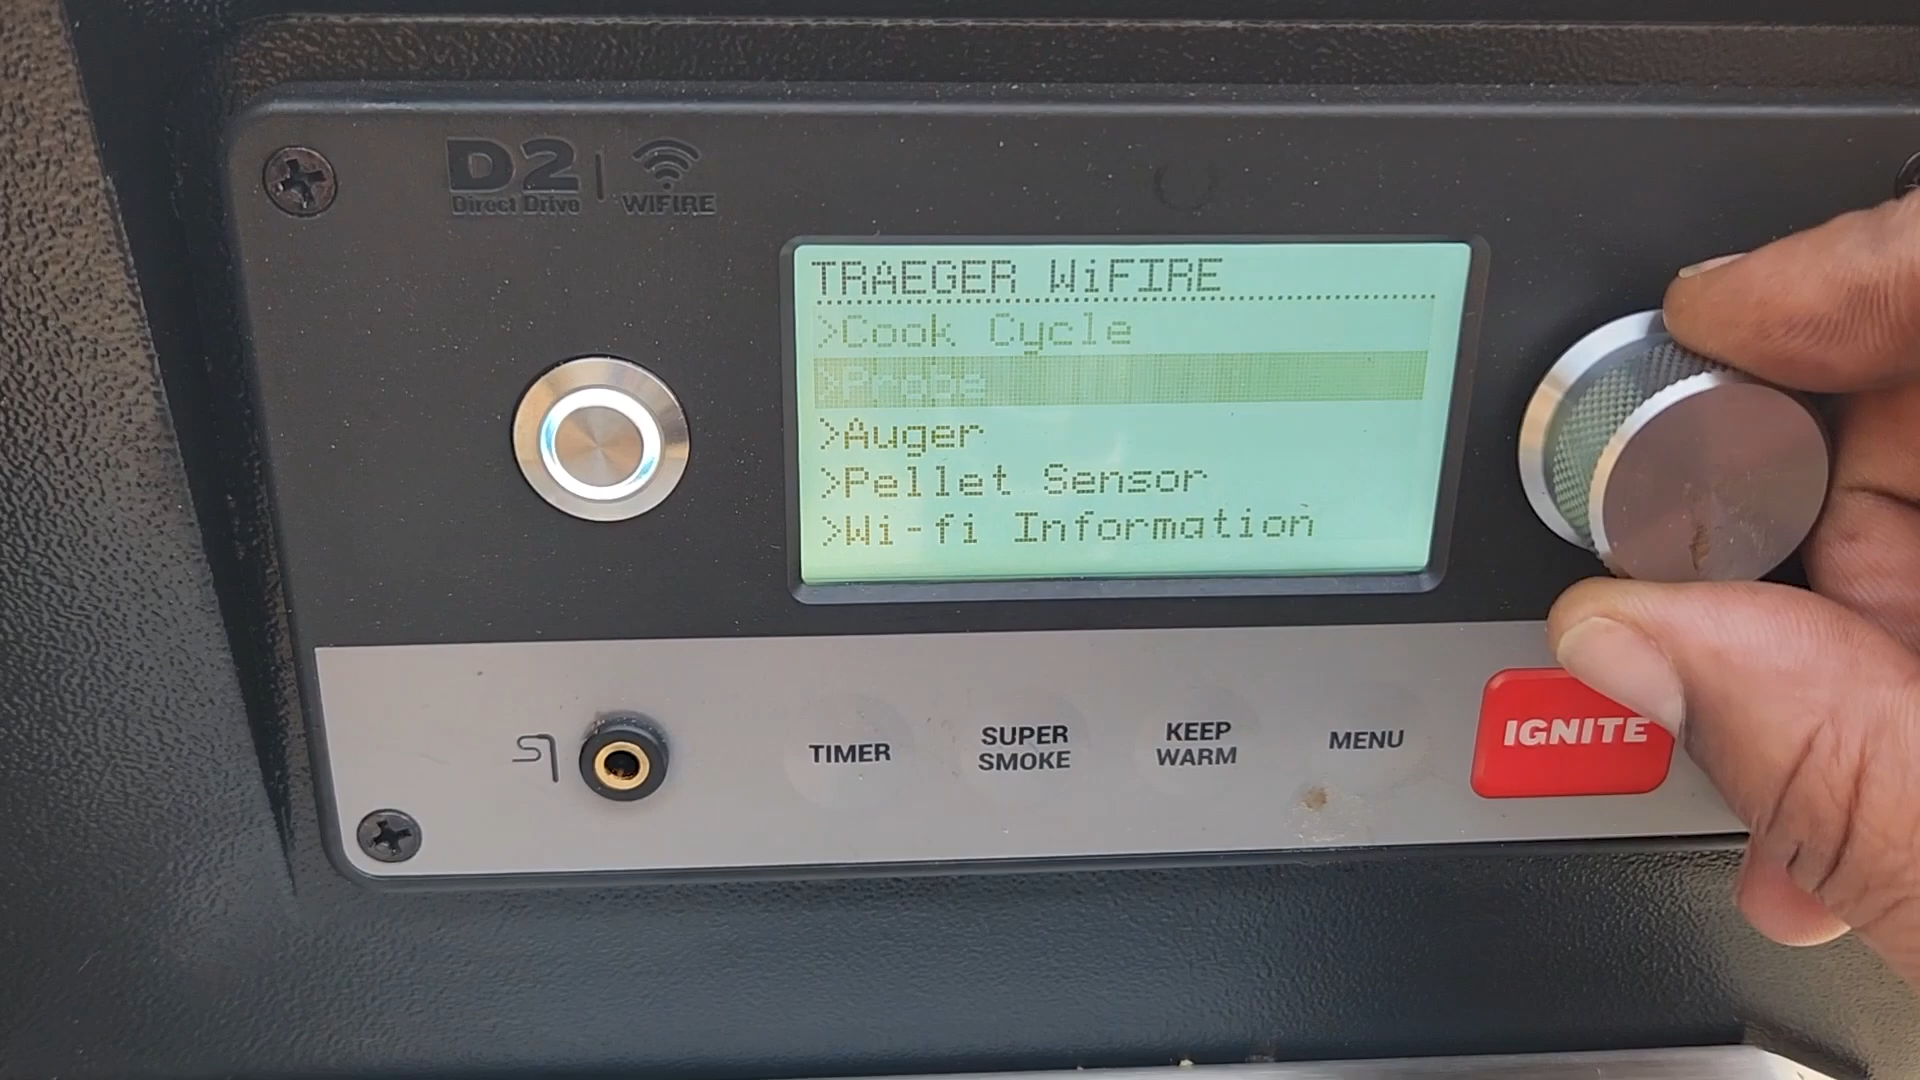 D2 | WIFIRE
Direct Drive
TRAEGER WiFIRE
>Cook Cycle
>Probe
>Auger
>Pellet Sensor
>Wi-fi Information
TIMER
SUPER
SMOKE
KEEP
WARM
MENU
IGNITE